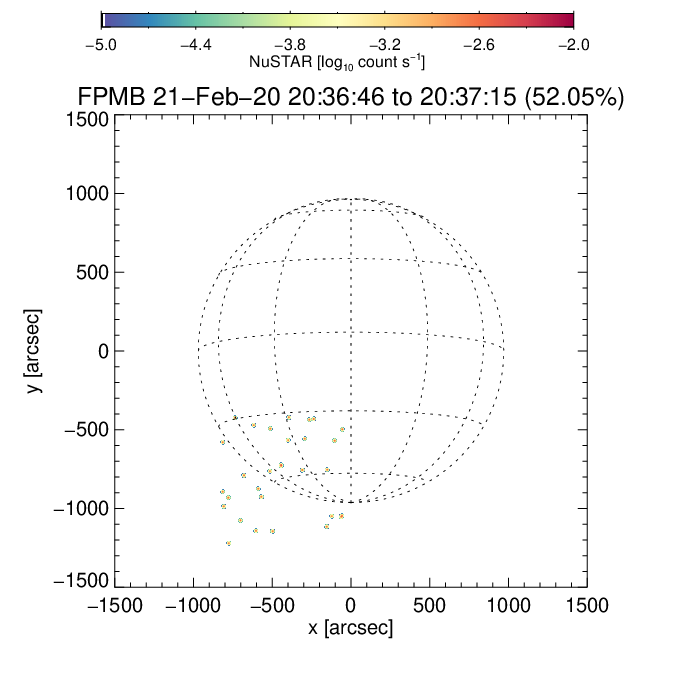 −5.0 −4.4 −3.8 −3.2 −2.6 −2.0
NuSTAR [log₁₀ count s⁻¹]
FPMB 21−Feb−20 20:36:46 to 20:37:15 (52.05%)
1500
1000
500
0
−500
−1000
−1500
y [arcsec]
−1500 −1000 −500 0 500 1000 1500
x [arcsec]